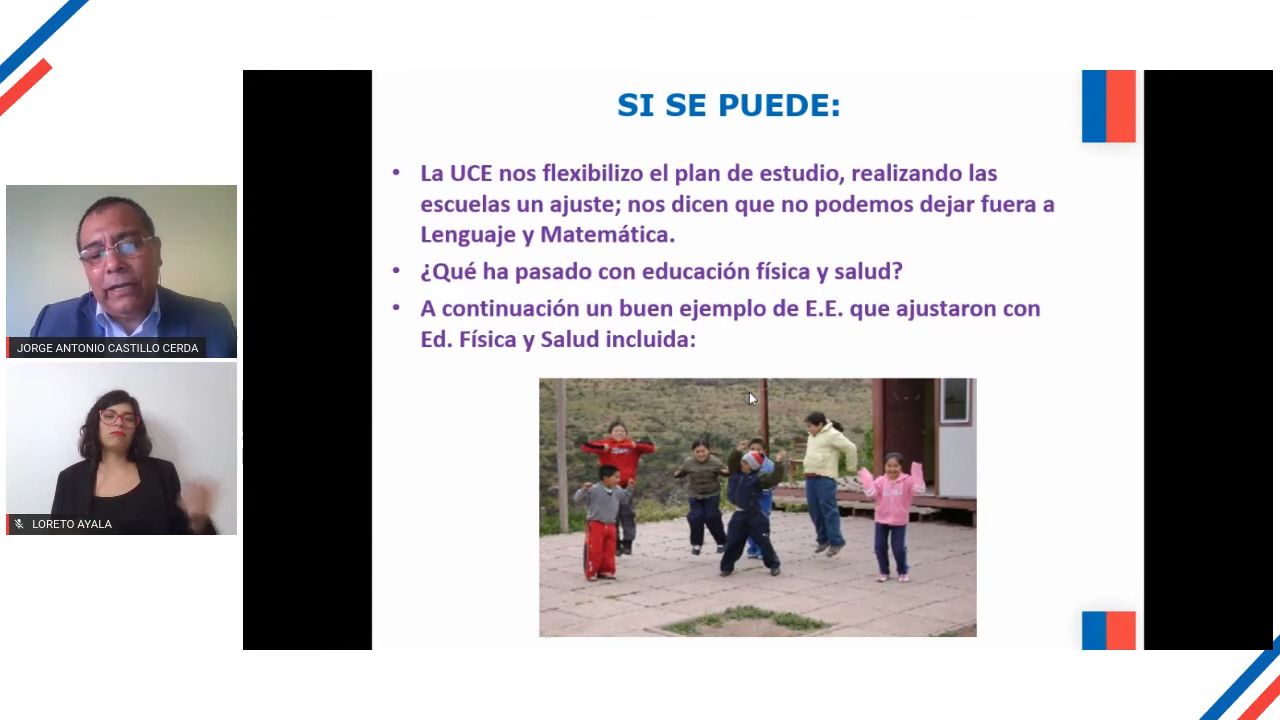 SI SE PUEDE:
• La UCE nos flexibilizo el plan de estudio, realizando las
escuelas un ajuste; nos dicen que no podemos dejar fuera a
Lenguaje y Matemática.
• ¿Qué ha pasado con educación física y salud?
• A continuación un buen ejemplo de E.E. que ajustaron con
Ed. Física y Salud incluida:
JORGE ANTONIO CASTILLO CERDA
LORETO AYALA